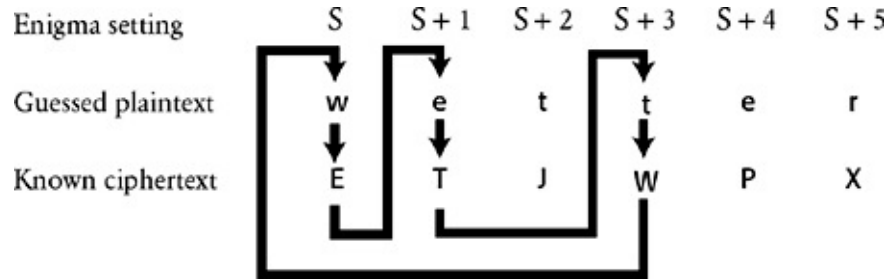 Enigma setting S S + 1 S + 2 S + 3 S + 4 S + 5
Guessed plaintext w e t t e r
Known ciphertext E T J W P X